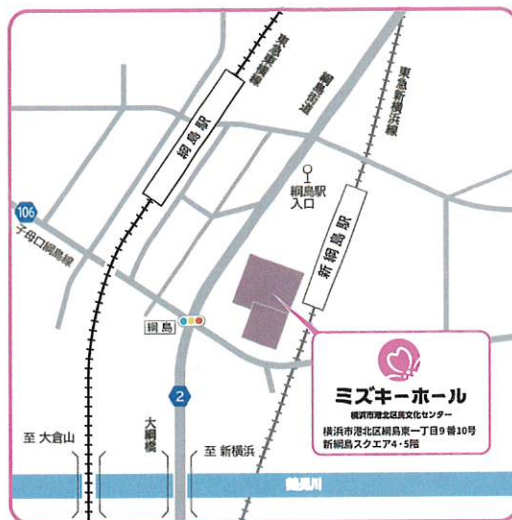 東急東横線
綱島駅
綱島街道
東急新横浜線
綱島駅
入口
新綱島駅
106
子母口綱島線
綱島
2
大綱橋
至 大倉山
至 新横浜
鶴見川
ミズキーホール
横浜市港北区民文化センター
横浜市港北区綱島東一丁目9番10号
新綱島スクエア4・5階